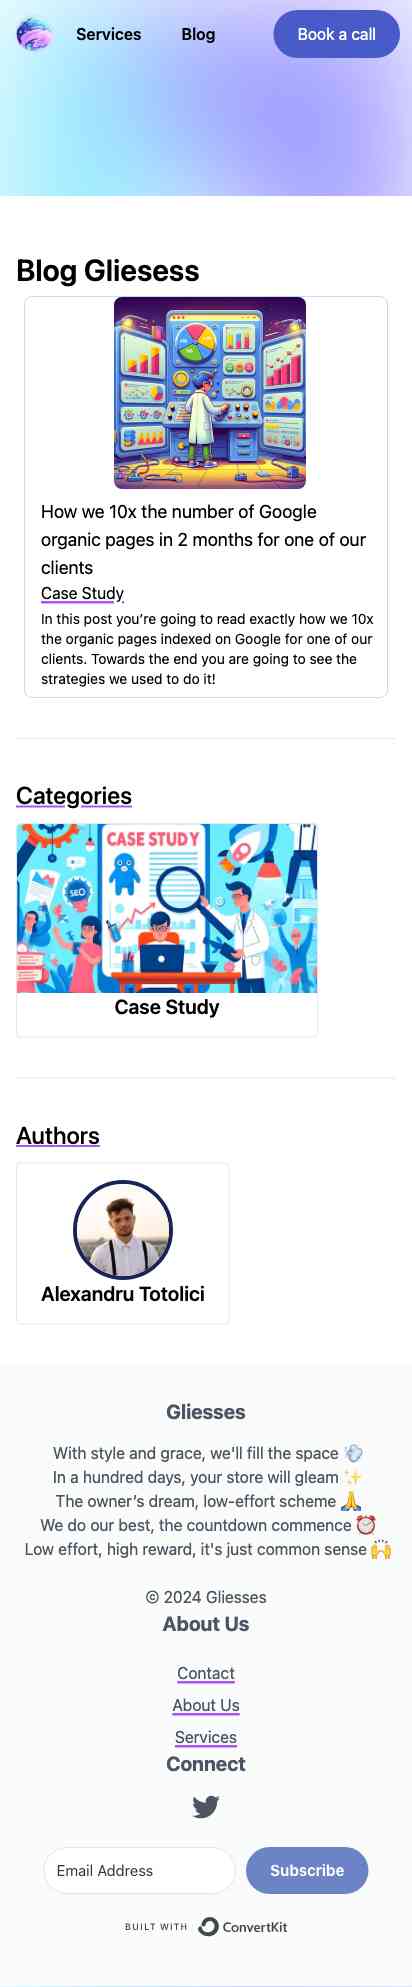 Services
Blog
Book a call
Blog Gliesess
How we 10x the number of Google
organic pages in 2 months for one of our
clients
Case Study
In this post you’re going to read exactly how we 10x
the organic pages indexed on Google for one of our
clients. Towards the end you are going to see the
strategies we used to do it!
Categories
CASE STUDY
SEO
Case Study
Authors
Alexandru Totolici
Gliesses
With style and grace, we'll fill the space 💨
In a hundred days, your store will gleam ✨
The owner’s dream, low-effort scheme 🙏
We do our best, the countdown commence ⏰
Low effort, high reward, it's just common sense 🙌
© 2024 Gliesses
About Us
Contact
About Us
Services
Connect
Email Address
Subscribe
BUILT WITH ConvertKit